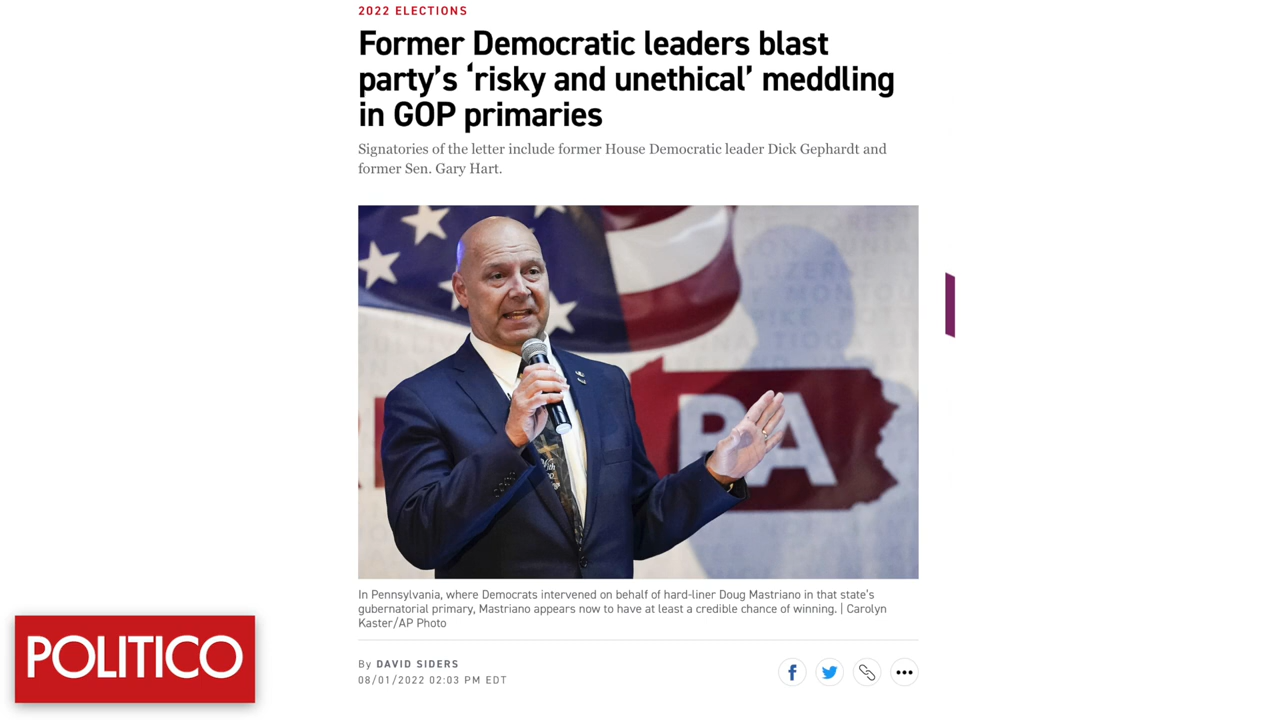 2022 ELECTIONS
Former Democratic leaders blast
party's ‘risky and unethical’ meddling
in GOP primaries
Signatories of the letter include former House Democratic leader Dick Gephardt and
former Sen. Gary Hart.
PA
In Pennsylvania, where Democrats intervened on behalf of hard-liner Doug Mastriano in that state's
gubernatorial primary, Mastriano appears now to have at least a credible chance of winning. | Carolyn
Kaster/AP Photo
By DAVID SIDERS
08/01/2022 02:03 PM EDT
POLITICO